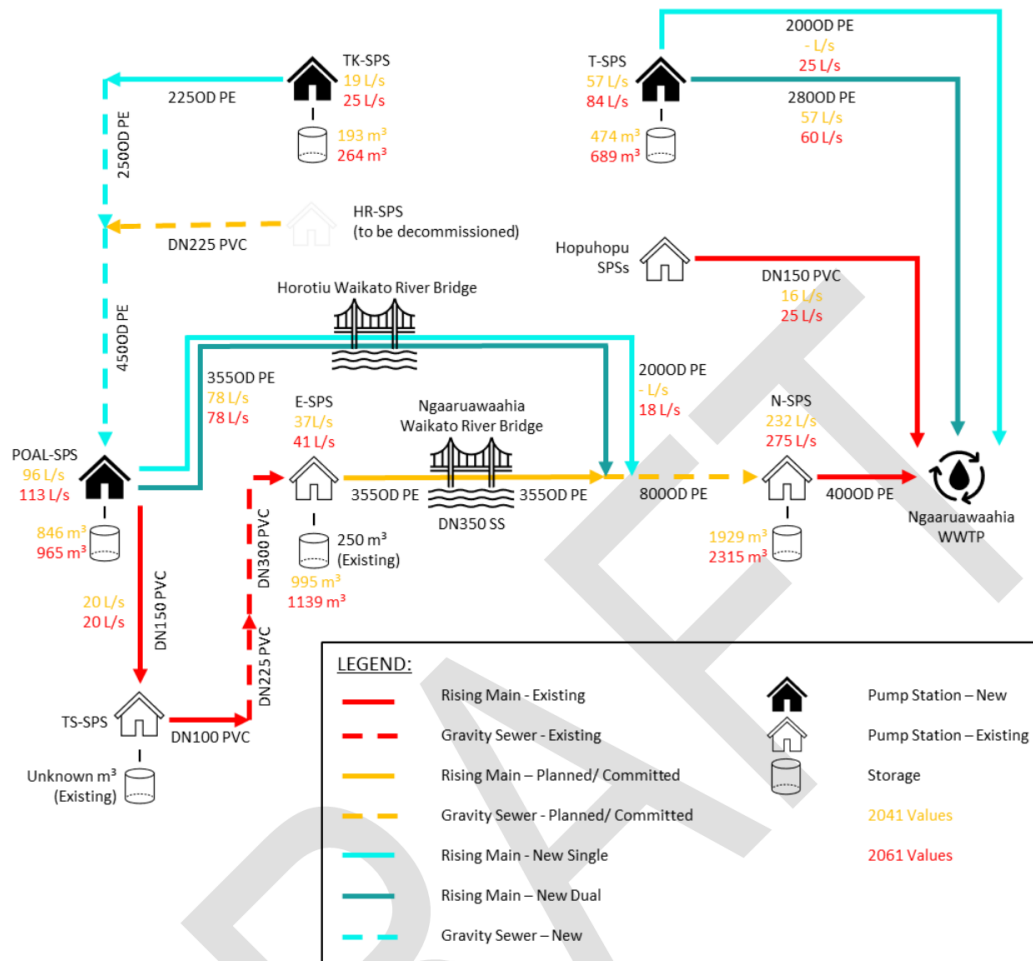 TK-SPS
19 L/s
25 L/s
193 m³
264 m³
225OD PE
250OD PE
HR-SPS
(to be decommissioned)
DN225 PVC
450OD PE
T-SPS
57 L/s
84 L/s
474 m³
689 m³
200OD PE
- L/s
25 L/s
280OD PE
57 L/s
60 L/s
Hopuhopu
SPSs
DN150 PVC
16 L/s
25 L/s
Horotiu Waikato River Bridge
355OD PE
78 L/s
78 L/s
200OD PE
- L/s
18 L/s
POAL-SPS
96 L/s
113 L/s
846 m³
965 m³
E-SPS
37L/s
41 L/s
250 m³
(Existing)
995 m³
1139 m³
355OD PE
Ngaaruawaahia
Waikato River Bridge
DN350 SS
355OD PE
800OD PE
N-SPS
232 L/s
275 L/s
1929 m³
2315 m³
400OD PE
Ngaaruawaahia
WWTP
20 L/s
20 L/s
DN150 PVC
DN300 PVC
DN225 PVC
TS-SPS
DN100 PVC
Unknown m³
(Existing)
LEGEND:
Rising Main - Existing
Gravity Sewer - Existing
Rising Main – Planned/ Committed
Gravity Sewer - Planned/ Committed
Rising Main - New Single
Rising Main – New Dual
Gravity Sewer – New
Pump Station – New
Pump Station – Existing
Storage
2041 Values
2061 Values
DRAFT